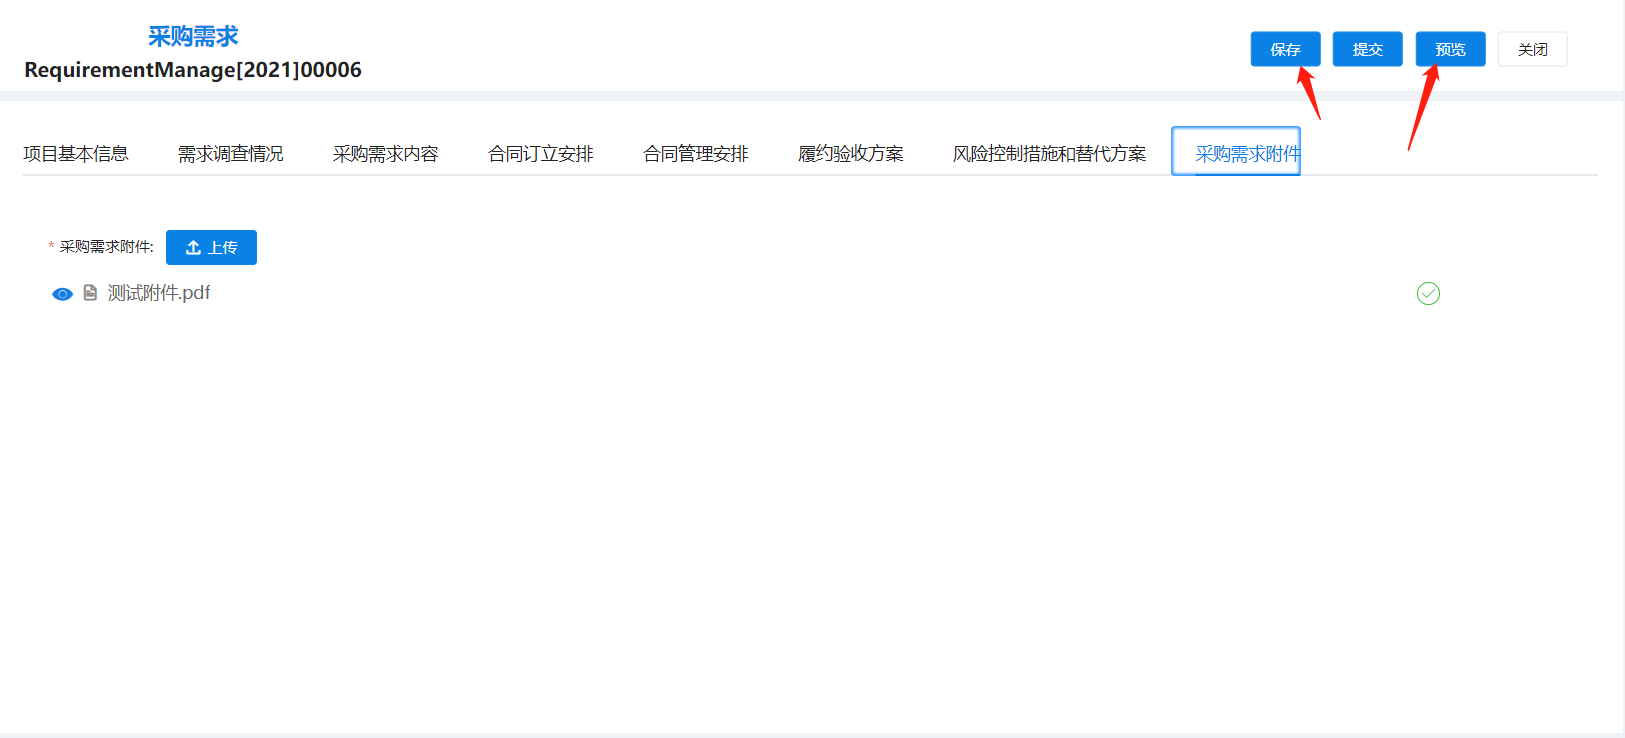 采购需求
RequirementManage[2021]00006
保存 提交 预览 关闭
项目基本信息 需求调查情况 采购需求内容 合同订立安排 合同管理安排 履约验收方案 风险控制措施和替代方案 采购需求附件
* 采购需求附件: 上传
测试附件.pdf